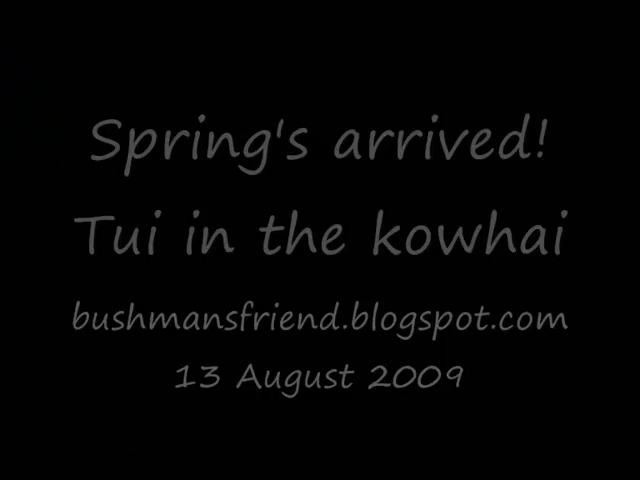 Spring's arrived!
Tui in the kowhai
bushmansfriend.blogspot.com
13 August 2009